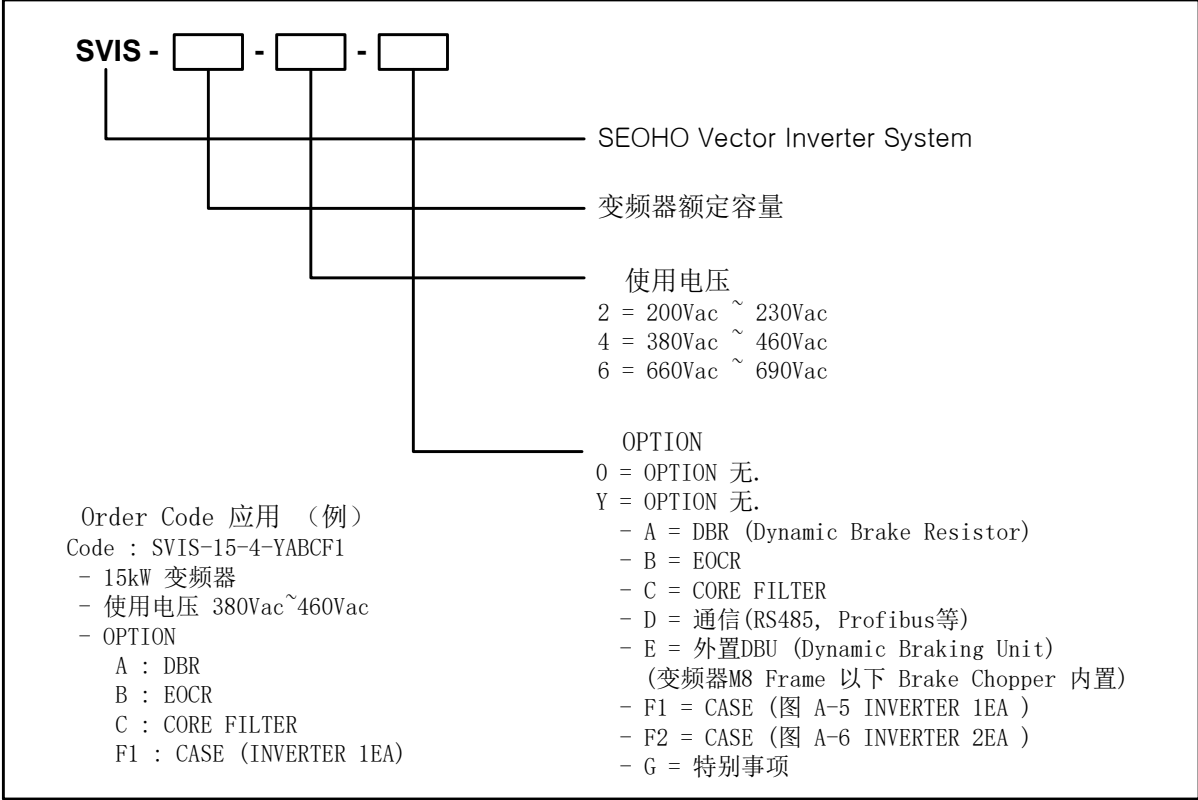 SVIS - - -
SEOHO Vector Inverter System
变频器额定容量
使用电压
2 = 200Vac ~ 230Vac
4 = 380Vac ~ 460Vac
6 = 660Vac ~ 690Vac
OPTION
0 = OPTION 无.
Y = OPTION 无.
- A = DBR (Dynamic Brake Resistor)
- B = EOCR
- C = CORE FILTER
- D = 通信(RS485, Profibus等)
- E = 外置DBU (Dynamic Braking Unit)
(变频器M8 Frame 以下 Brake Chopper 内置)
- F1 = CASE (图 A-5 INVERTER 1EA )
- F2 = CASE (图 A-6 INVERTER 2EA )
- G = 特别事项
Order Code 应用 （例）
Code : SVIS-15-4-YABCF1
- 15kW 变频器
- 使用电压 380Vac~460Vac
- OPTION
A : DBR
B : EOCR
C : CORE FILTER
F1 : CASE (INVERTER 1EA)